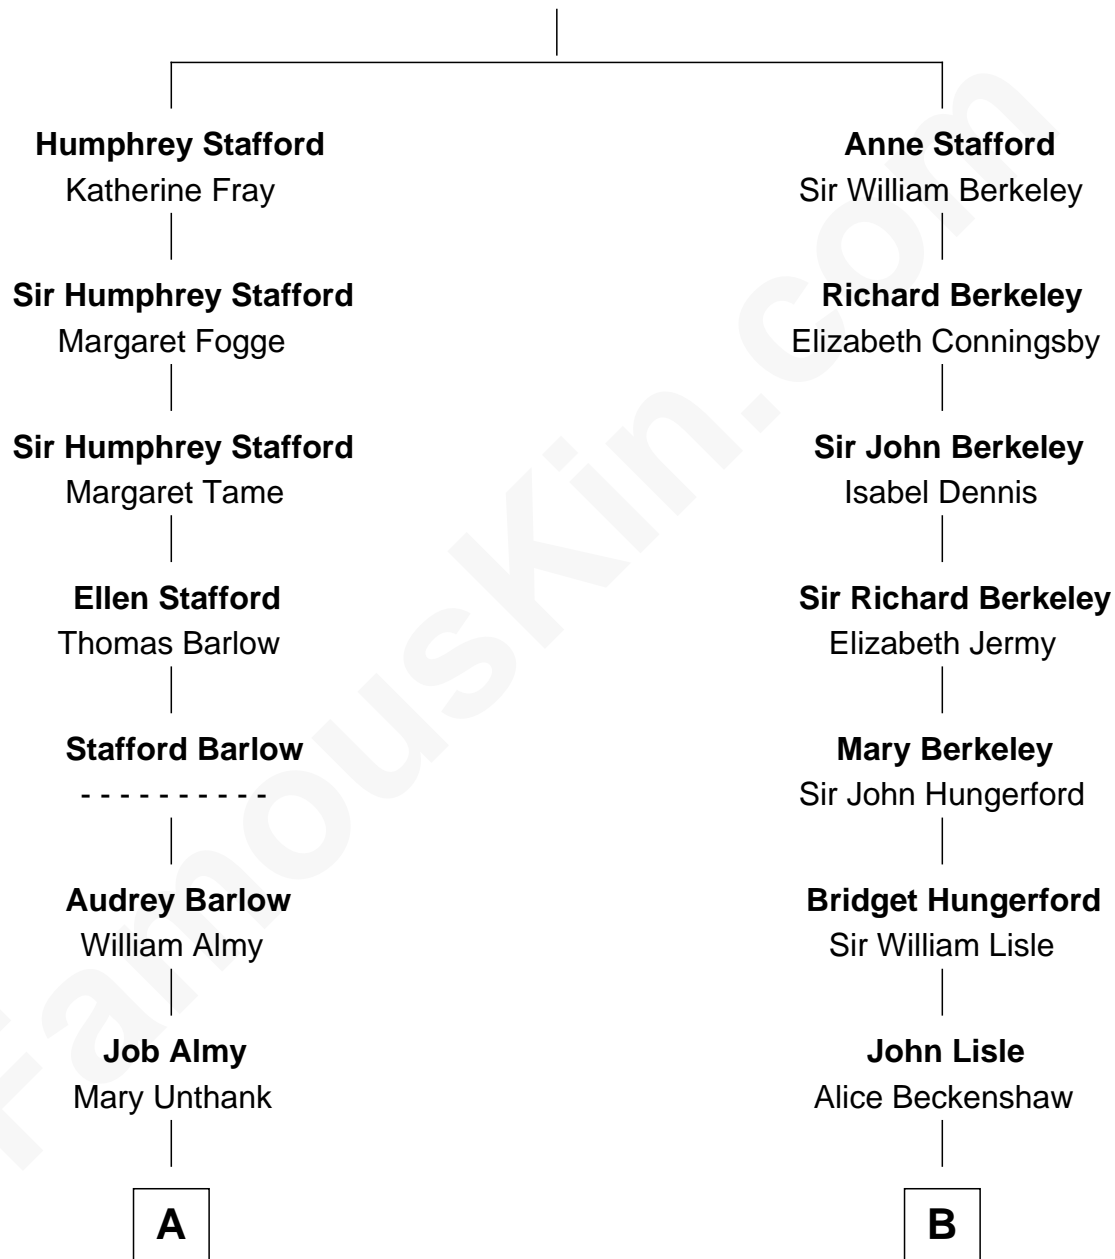 Humphrey Stafford
Katherine Fray
Sir Humphrey Stafford
Margaret Fogge
Sir Humphrey Stafford
Margaret Tame
Ellen Stafford
Thomas Barlow
Stafford Barlow
- - - - - - - - - -
Audrey Barlow
William Almy
Job Almy
Mary Unthank
A
Anne Stafford
Sir William Berkeley
Richard Berkeley
Elizabeth Conningsby
Sir John Berkeley
Isabel Dennis
Sir Richard Berkeley
Elizabeth Jermy
Mary Berkeley
Sir John Hungerford
Bridget Hungerford
Sir William Lisle
John Lisle
Alice Beckenshaw
B
FamousKin.com